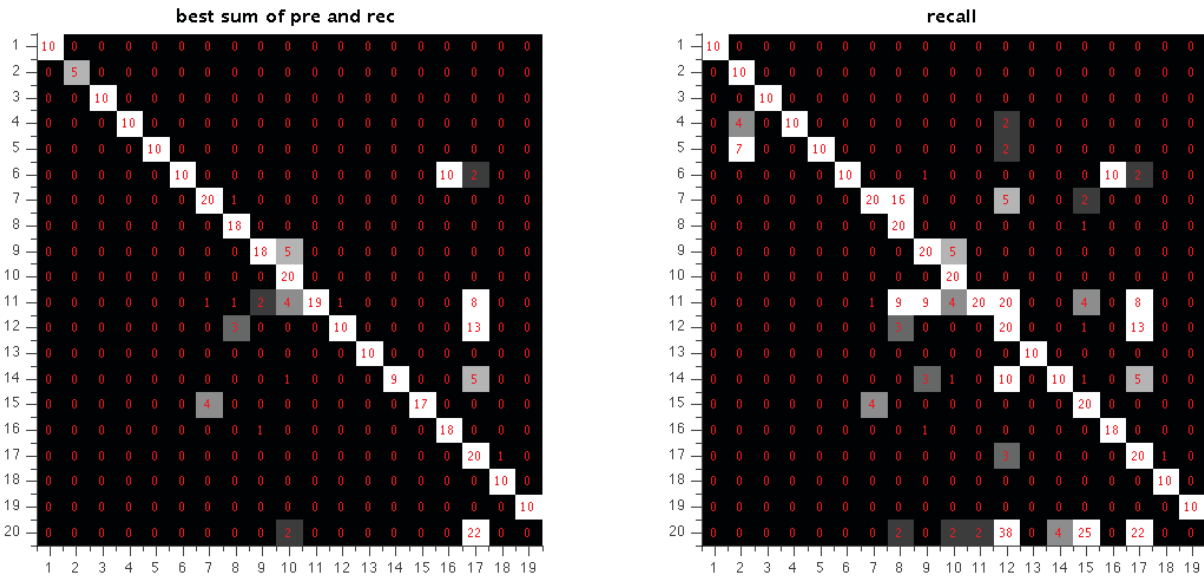 best sum of pre and rec
1 10 0 0 0 0 0 0 0 0 0 0 0 0 0 0 0 0 0 0
2 0 5 0 0 0 0 0 0 0 0 0 0 0 0 0 0 0 0 0
3 0 0 10 0 0 0 0 0 0 0 0 0 0 0 0 0 0 0 0
4 0 0 0 10 0 0 0 0 0 0 0 0 0 0 0 0 0 0 0
5 0 0 0 0 10 0 0 0 0 0 0 0 0 0 0 0 0 0 0
6 0 0 0 0 0 10 0 0 0 0 0 0 0 0 0 10 2 0 0
7 0 0 0 0 0 0 20 1 0 0 0 0 0 0 0 0 0 0 0
8 0 0 0 0 0 0 0 18 0 0 0 0 0 0 0 0 0 0 0
9 0 0 0 0 0 0 0 0 18 5 0 0 0 0 0 0 0 0 0
10 0 0 0 0 0 0 0 0 0 20 0 0 0 0 0 0 0 0 0
11 0 0 0 0 0 0 1 1 2 4 19 1 0 0 0 0 8 0 0
12 0 0 0 0 0 0 0 3 0 0 0 10 0 0 0 0 13 0 0
13 0 0 0 0 0 0 0 0 0 0 0 0 10 0 0 0 0 0 0
14 0 0 0 0 0 0 0 0 0 1 0 0 0 9 0 0 5 0 0
15 0 0 0 0 0 0 4 0 0 0 0 0 0 0 17 0 0 0 0
16 0 0 0 0 0 0 0 0 1 0 0 0 0 0 0 18 0 0 0
17 0 0 0 0 0 0 0 0 0 0 0 0 0 0 0 0 20 1 0
18 0 0 0 0 0 0 0 0 0 0 0 0 0 0 0 0 0 10 0
19 0 0 0 0 0 0 0 0 0 0 0 0 0 0 0 0 0 0 10
20 0 0 0 0 0 0 0 0 0 2 0 0 0 0 0 0 22 0 0
1 2 3 4 5 6 7 8 9 10 11 12 13 14 15 16 17 18 19
recall
1 10 0 0 0 0 0 0 0 0 0 0 0 0 0 0 0 0 0 0
2 0 10 0 0 0 0 0 0 0 0 0 0 0 0 0 0 0 0 0
3 0 0 10 0 0 0 0 0 0 0 0 0 0 0 0 0 0 0 0
4 0 4 0 10 0 0 0 0 0 0 0 2 0 0 0 0 0 0 0
5 0 7 0 0 10 0 0 0 0 0 0 2 0 0 0 0 0 0 0
6 0 0 0 0 0 10 0 0 1 0 0 0 0 0 0 10 2 0 0
7 0 0 0 0 0 0 20 16 0 0 0 5 0 0 2 0 0 0 0
8 0 0 0 0 0 0 0 20 0 0 0 0 0 0 1 0 0 0 0
9 0 0 0 0 0 0 0 0 20 5 0 0 0 0 0 0 0 0 0
10 0 0 0 0 0 0 0 0 0 20 0 0 0 0 0 0 0 0 0
11 0 0 0 0 0 0 1 9 9 4 20 20 0 0 4 0 8 0 0
12 0 0 0 0 0 0 0 3 0 0 0 20 0 0 1 0 13 0 0
13 0 0 0 0 0 0 0 0 0 0 0 0 10 0 0 0 0 0 0
14 0 0 0 0 0 0 0 0 3 1 0 10 0 10 1 0 5 0 0
15 0 0 0 0 0 0 4 0 0 0 0 0 0 0 20 0 0 0 0
16 0 0 0 0 0 0 0 0 1 0 0 0 0 0 0 18 0 0 0
17 0 0 0 0 0 0 0 0 0 0 0 3 0 0 0 0 20 1 0
18 0 0 0 0 0 0 0 0 0 0 0 0 0 0 0 0 0 10 0
19 0 0 0 0 0 0 0 0 0 0 0 0 0 0 0 0 0 0 10
20 0 0 0 0 0 0 0 2 0 2 2 38 0 4 25 0 22 0 0
1 2 3 4 5 6 7 8 9 10 11 12 13 14 15 16 17 18 19